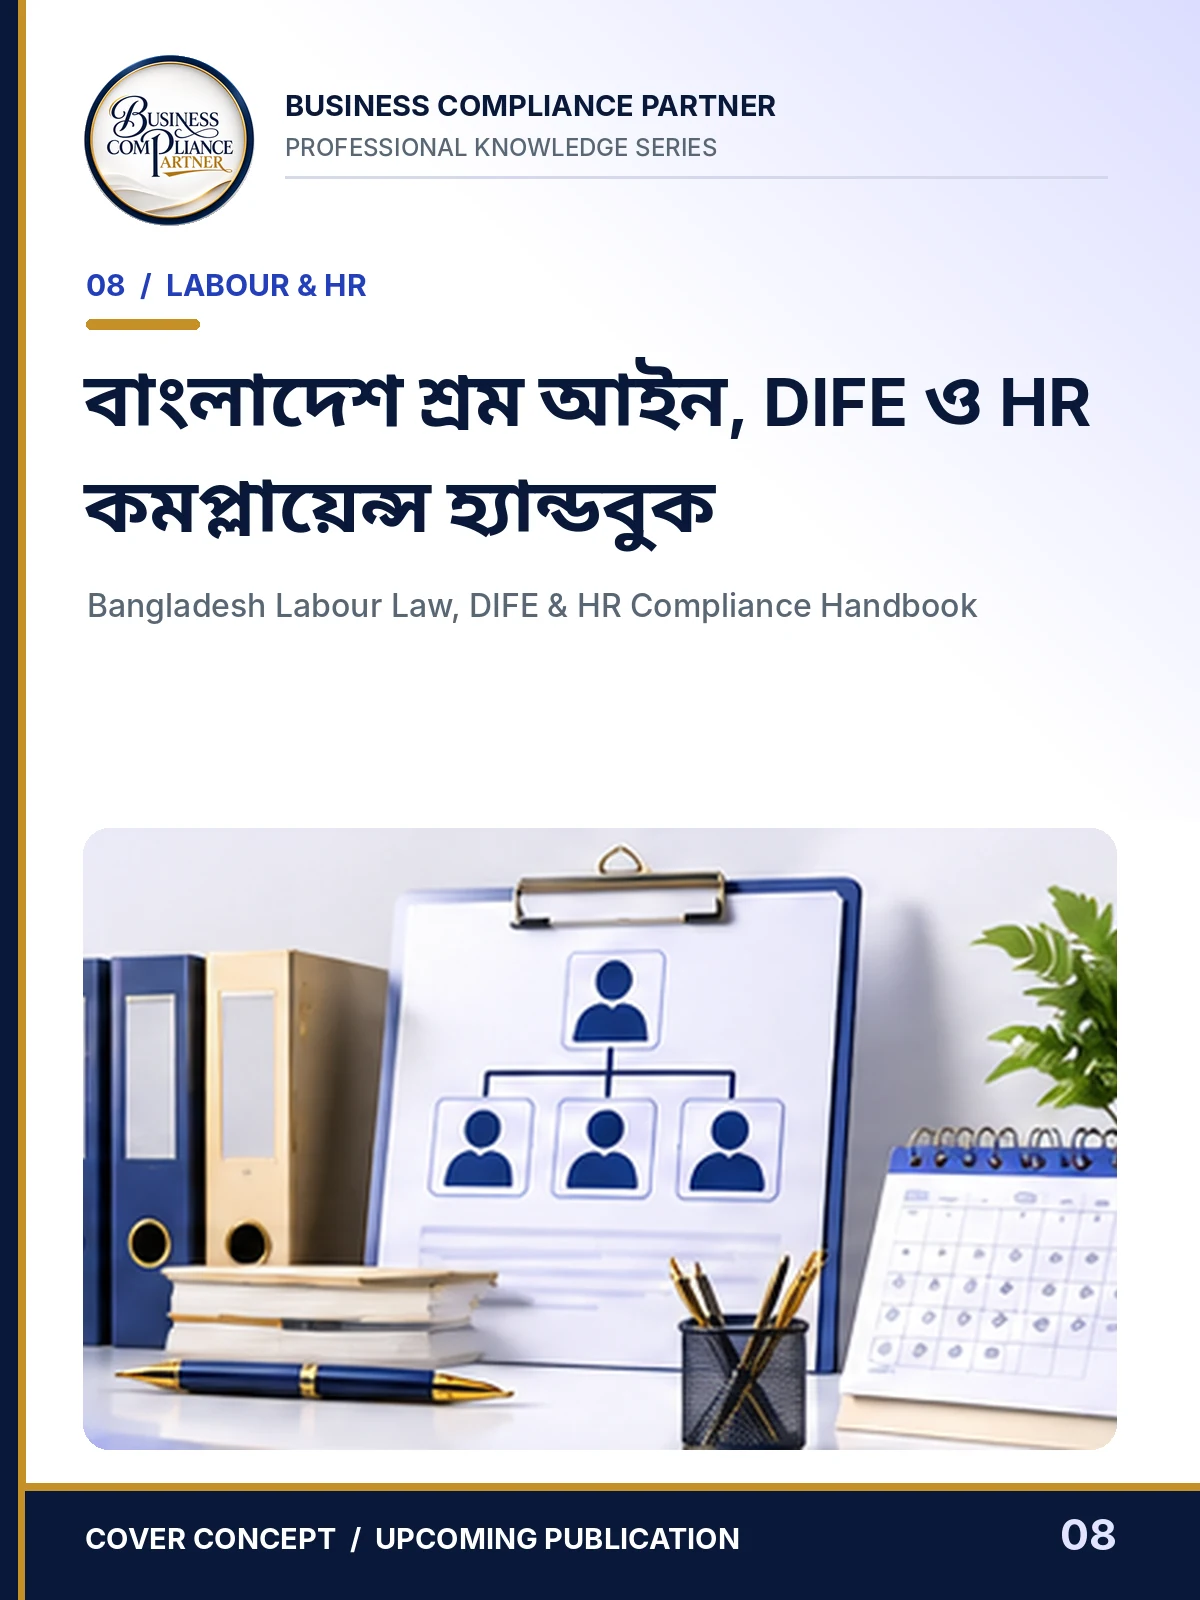 BUSINESS
COMPLIANCE
PARTNER
BUSINESS COMPLIANCE PARTNER
PROFESSIONAL KNOWLEDGE SERIES
08 / LABOUR & HR
বাংলাদেশ শ্রম আইন, DIFE ও HR
কমপ্লায়েন্স হ্যান্ডবুক
Bangladesh Labour Law, DIFE & HR Compliance Handbook
COVER CONCEPT / UPCOMING PUBLICATION
08